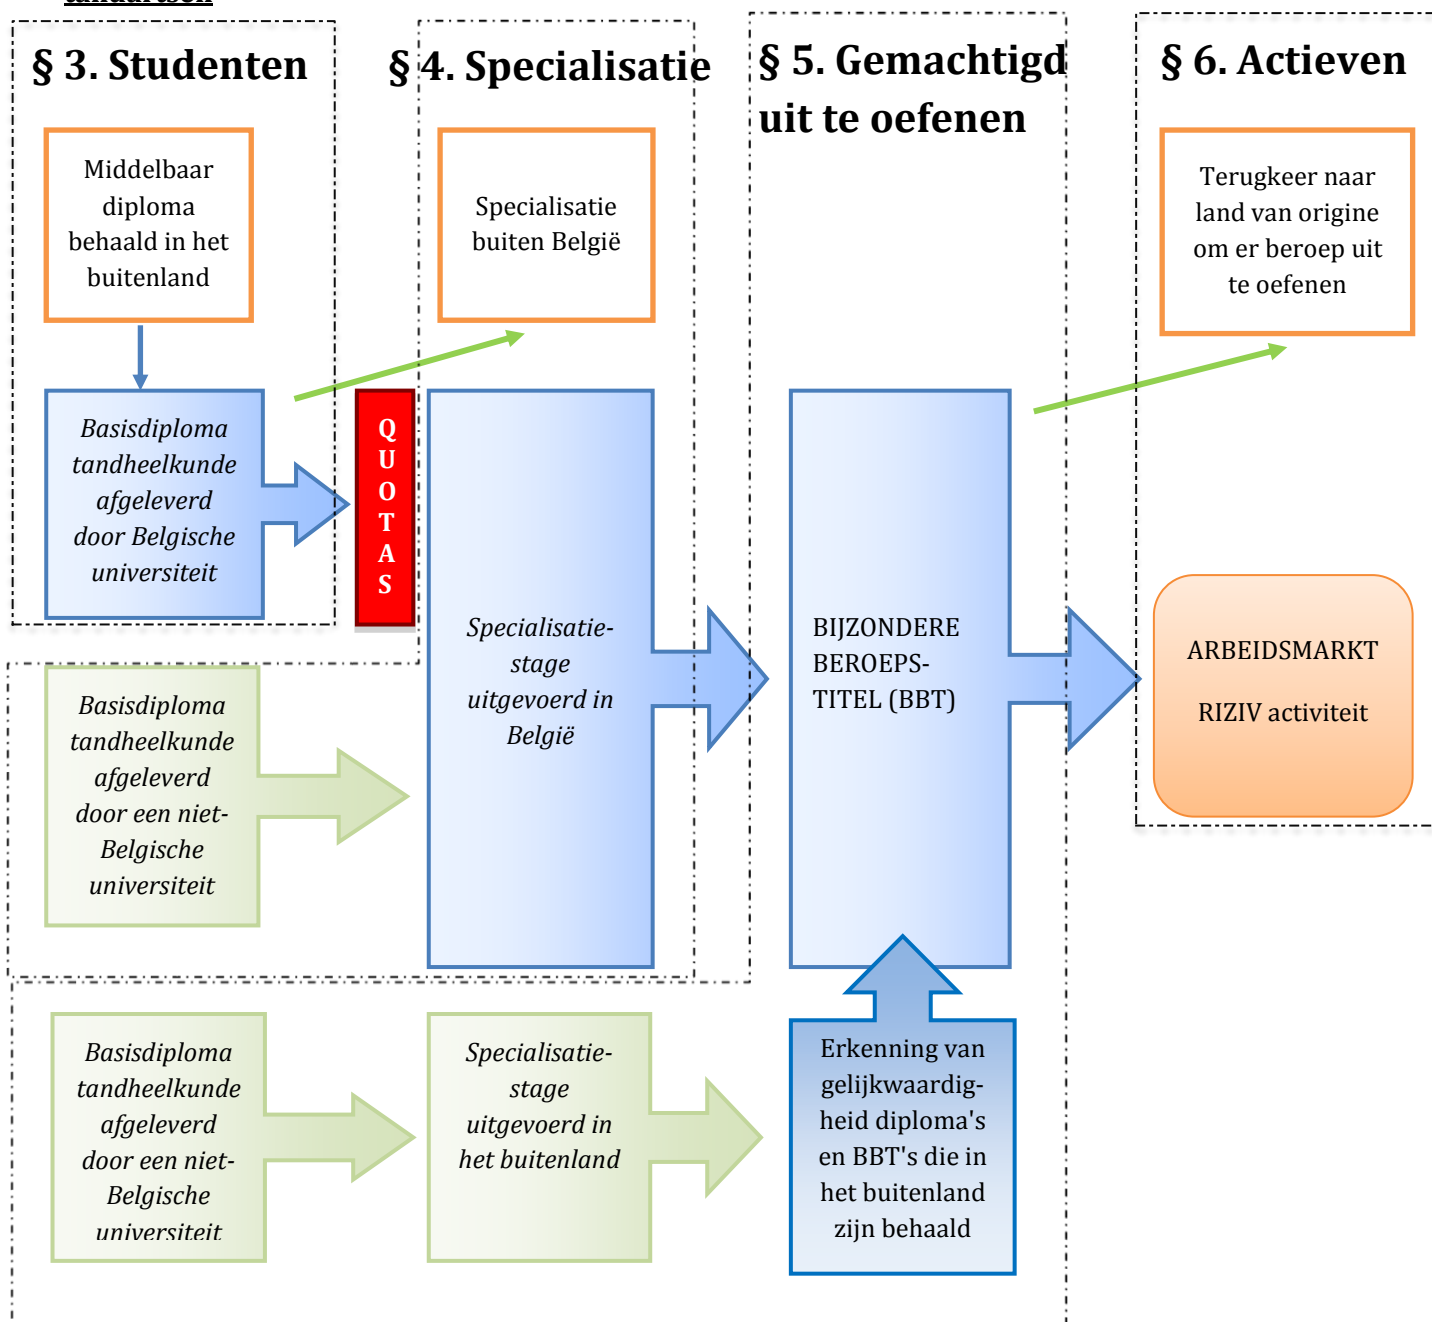 tandartsen
§ 3. Studenten
§ 4. Specialisatie
§ 5. Gemachtigd
uit te oefenen
§ 6. Actieven
Middelbaar
diploma
behaald in het
buitenland
Specialisatie
buiten België
Terugkeer naar
land van origine
om er beroep uit
te oefenen
Basisdiploma
tandheelkunde
afgeleverd
door Belgische
universiteit
Q
U
O
T
A
S
Specialisatie-
stage
uitgevoerd in
België
BIJZONDERE
BEROEPS-
TITEL (BBT)
ARBEIDSMARKT
RIZIV activiteit
Basisdiploma
tandheelkunde
afgeleverd
door een niet-
Belgische
universiteit
Basisdiploma
tandheelkunde
afgeleverd
door een niet-
Belgische
universiteit
Specialisatie-
stage
uitgevoerd in
het buitenland
Erkenning van
gelijkwaardig-
heid diploma's
en BBT's die in
het buitenland
zijn behaald